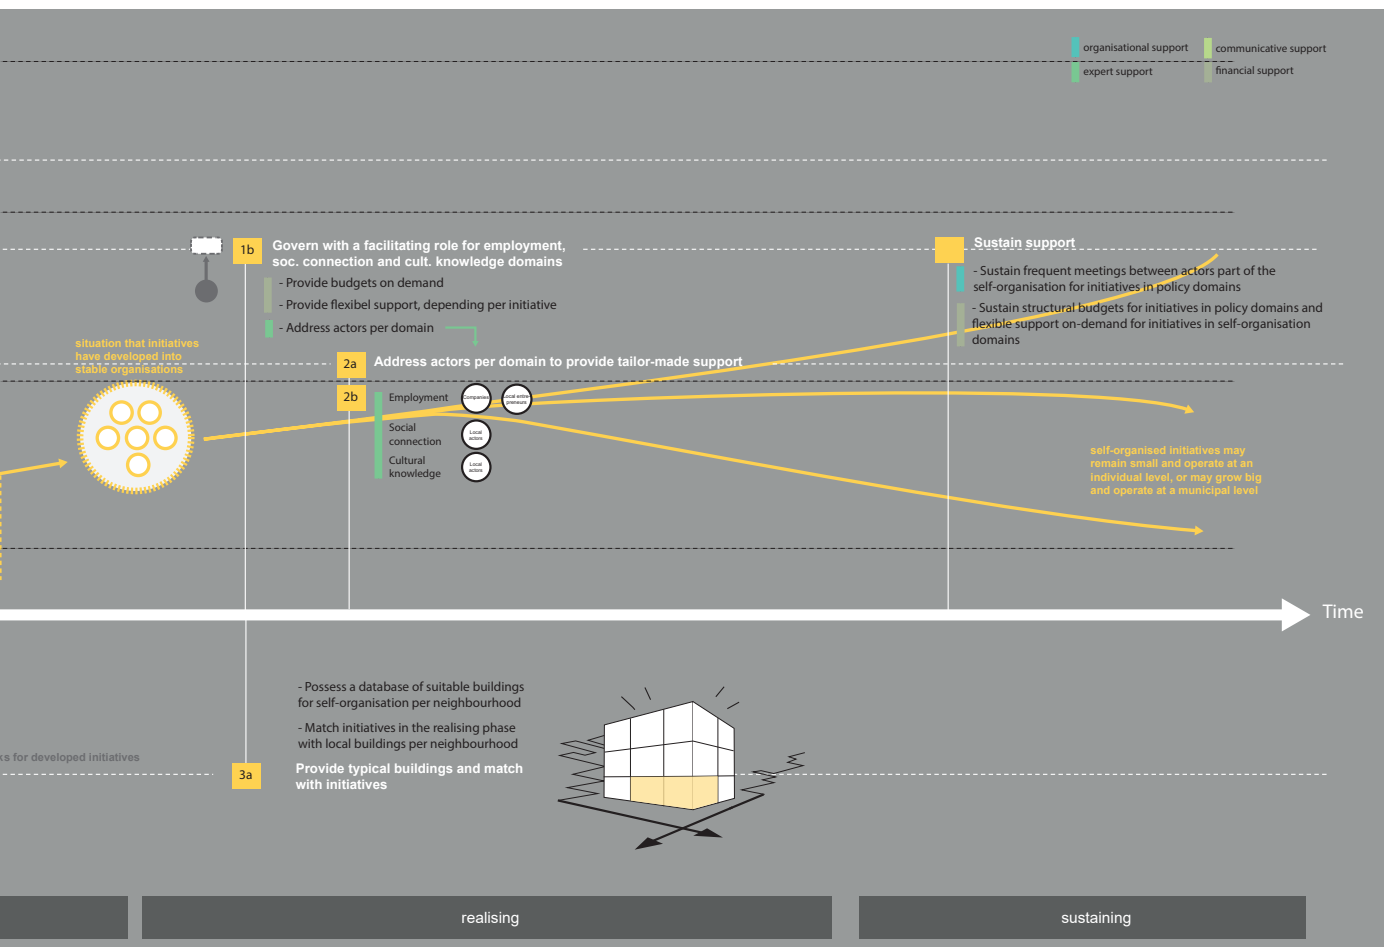 organisational support
communicative support
expert support
financial support
1b
Govern with a facilitating role for employment,
soc. connection and cult. knowledge domains
- Provide budgets on demand
- Provide flexibel support, depending per initiative
- Address actors per domain
Sustain support
- Sustain frequent meetings between actors part of the
self-organisation for initiatives in policy domains
- Sustain structural budgets for initiatives in policy domains and
flexible support on-demand for initiatives in self-organisation
domains
situation that initiatives
have developed into
stable organisations
2a
Address actors per domain to provide tailor-made support
2b
Employment
Companies
Local entre-
preneurs
Social
connection
Local
actors
Cultural
knowledge
Local
actors
self-organised initiatives may
remain small and operate at an
individual level, or may grow big
and operate at a municipal level
Time
- Possess a database of suitable buildings
for self-organisation per neighbourhood
- Match initiatives in the realising phase
with local buildings per neighbourhood
ks for developed initiatives
3a
Provide typical buildings and match
with initiatives
realising
sustaining